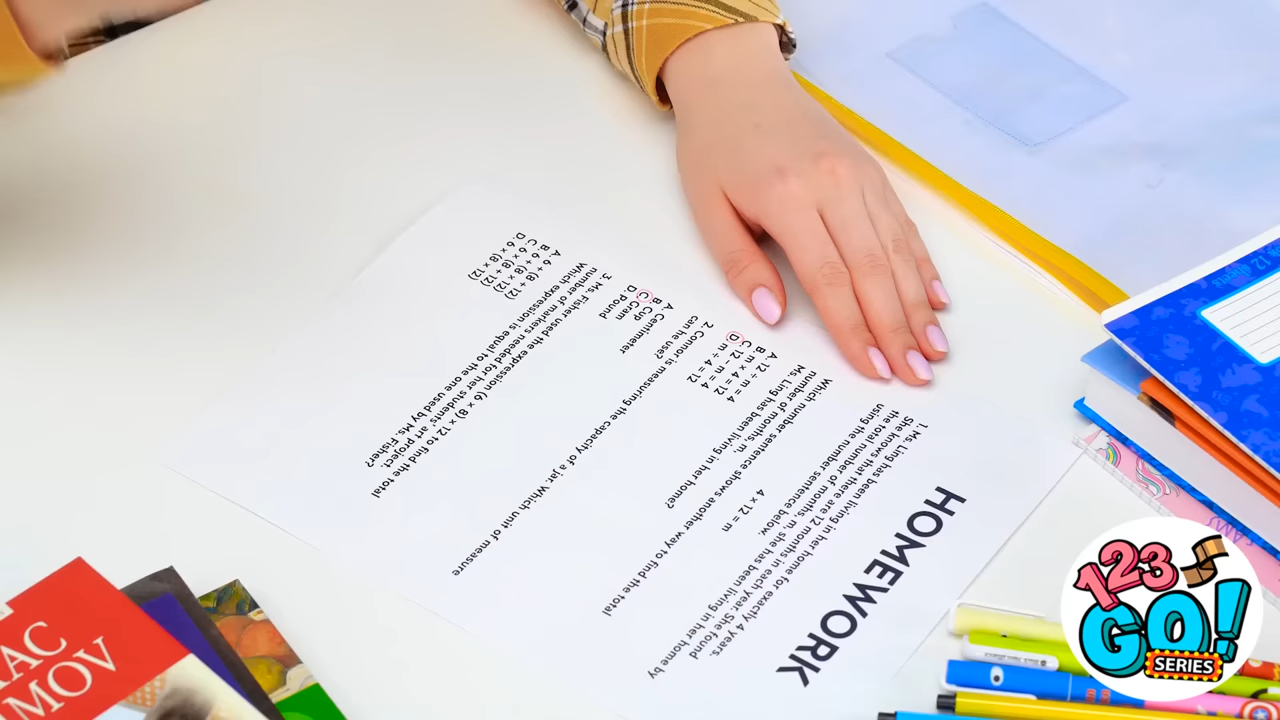 HOMEWORK
1. Ms. Ling has been living in her home for exactly 4 years.
She knows that there are 12 months in each year. She found
the total number of months, m, she has been living in her home by
using the number sentence below.
4 x 12 = m
Which number sentence shows another way to find the total
number of months, m,
Ms. Ling has been living in her home?
A. 12 ÷ m = 4
B. m x 4 = 12
C. 12 - m = 4
D. m ÷ 4 = 12
2. Connor is measuring the capacity of a jar. Which unit of measure
can he use?
A. Centimeter
B. Cup
C. Gram
D. Pound
3. Ms. Fisher used the expression (6 × 8) × 12 to find the total
number of markers needed for her students' art project.
Which expression is equal to the one used by Ms. Fisher?
A. 6 + (8 + 12)
B. 6 + (8 × 12)
C. 6 × (8 + 12)
D. 6 × (8 × 12)
MOV
123
GO!
SERIES